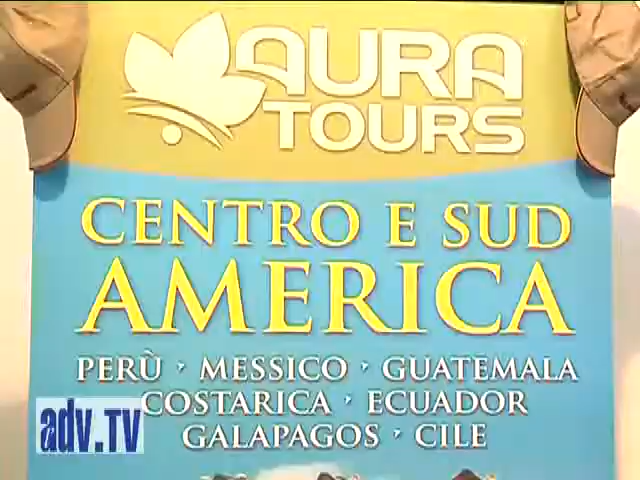 AURA
TOURS
CENTRO E SUD
AMERICA
PERÙ · MESSICO · GUATEMALA
COSTARICA · ECUADOR
GALAPAGOS · CILE
adv.TV